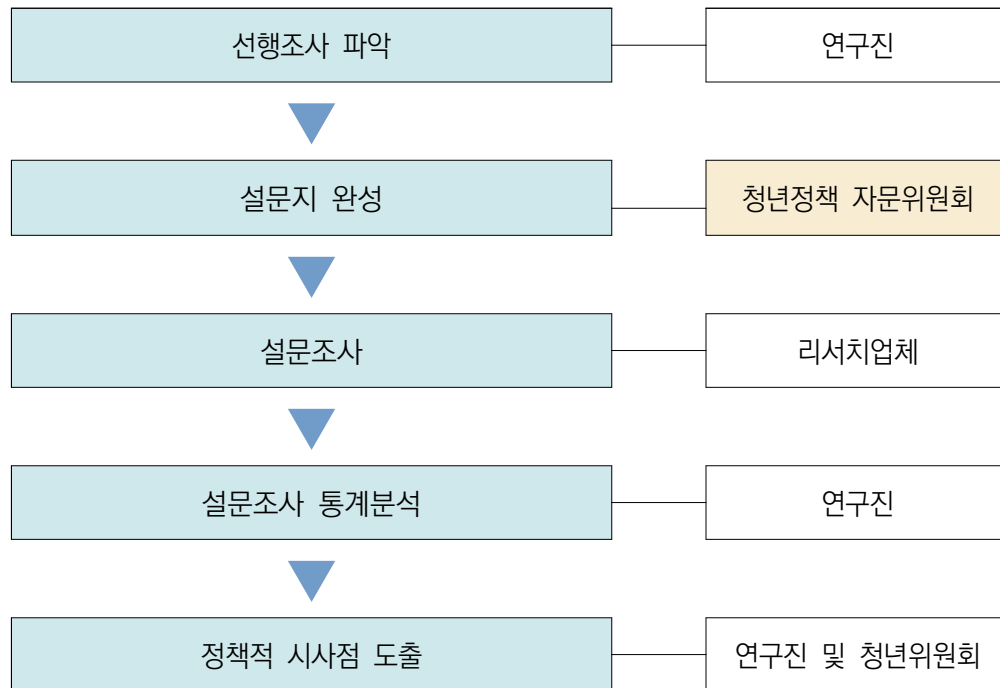 선행조사 파악
연구진
설문지 완성
청년정책 자문위원회
설문조사
리서치업체
설문조사 통계분석
연구진
정책적 시사점 도출
연구진 및 청년위원회